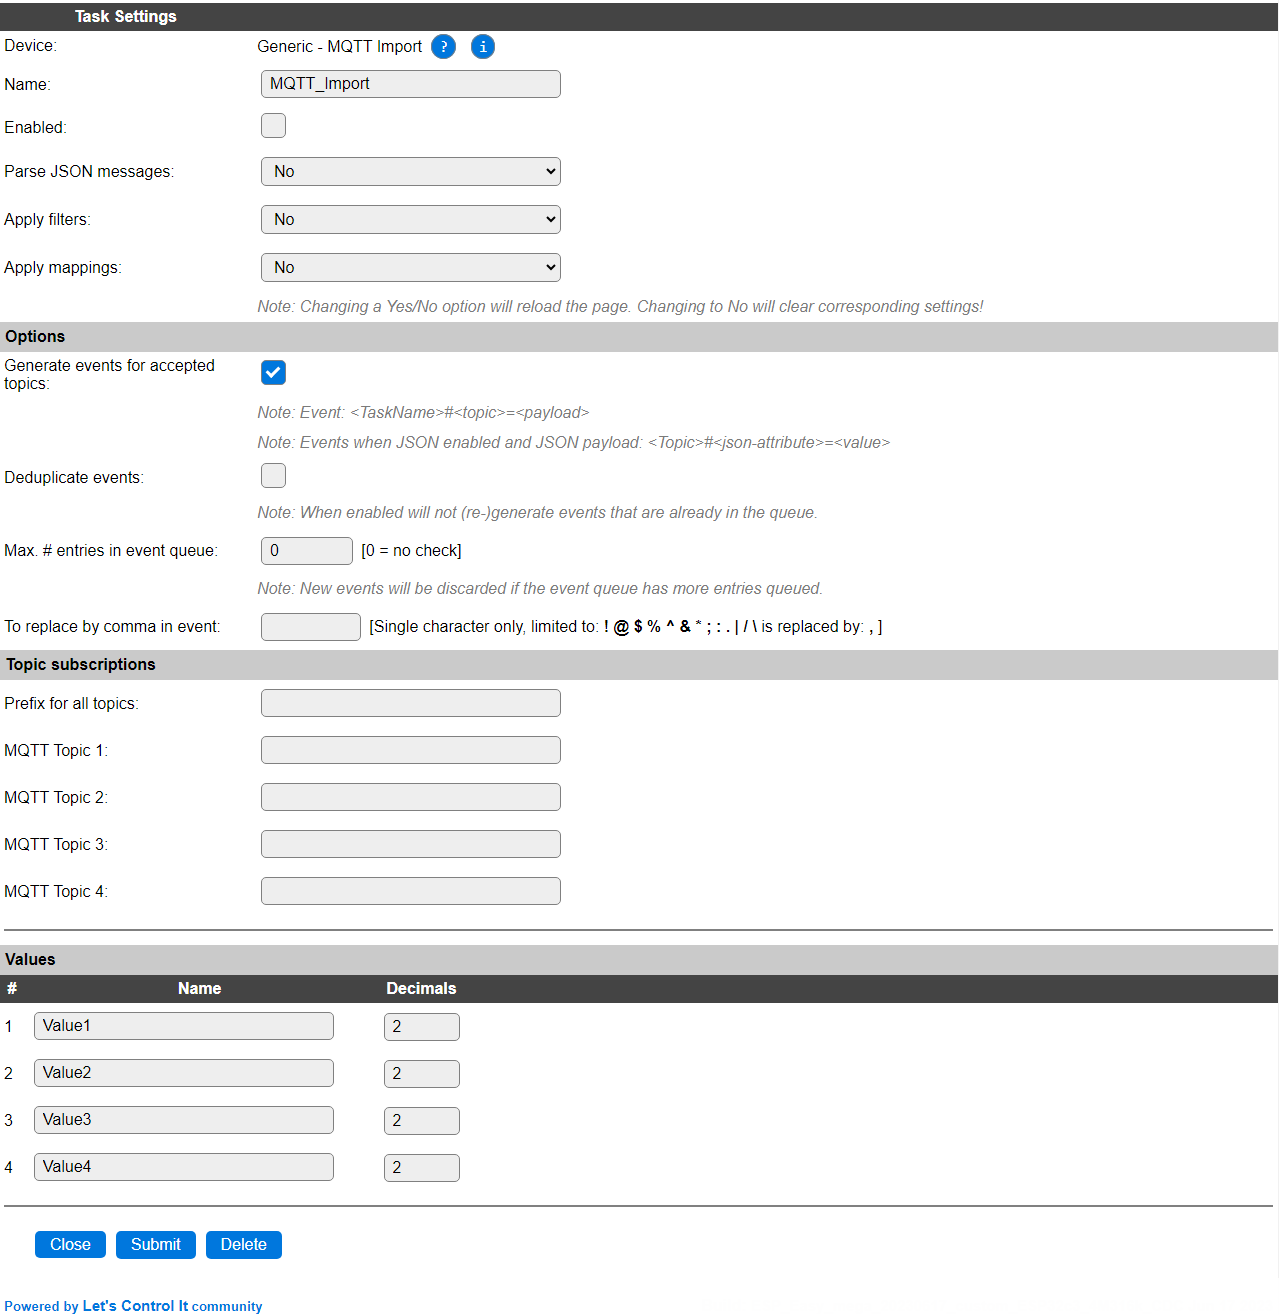 Task Settings
Device: Generic - MQTT Import ? i
Name: MQTT_Import
Enabled:
Parse JSON messages: No
Apply filters: No
Apply mappings: No
Note: Changing a Yes/No option will reload the page. Changing to No will clear corresponding settings!
Options
Generate events for accepted
topics:
Note: Event: <TaskName>#<topic>=<payload>
Note: Events when JSON enabled and JSON payload: <Topic>#<json-attribute>=<value>
Deduplicate events:
Note: When enabled will not (re-)generate events that are already in the queue.
Max. # entries in event queue: 0 [0 = no check]
Note: New events will be discarded if the event queue has more entries queued.
To replace by comma in event: [Single character only, limited to: ! @ $ % ^ & * ; : . | / \ is replaced by: , ]
Topic subscriptions
Prefix for all topics:
MQTT Topic 1:
MQTT Topic 2:
MQTT Topic 3:
MQTT Topic 4:
Values
# Name Decimals
1 Value1 2
2 Value2 2
3 Value3 2
4 Value4 2
Close Submit Delete
Powered by Let's Control It community